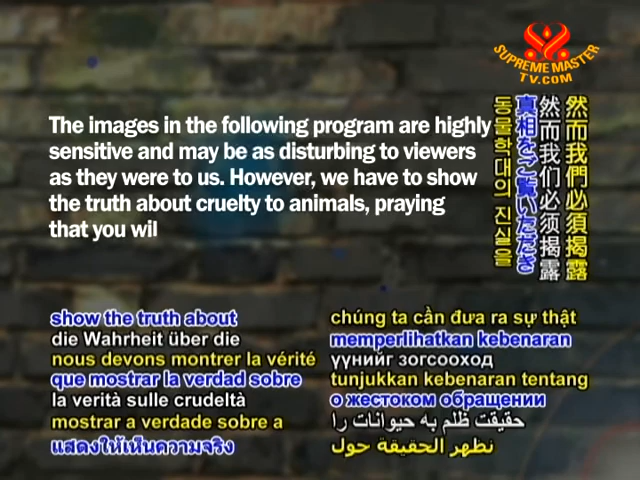 SUPREME MASTER
TV.COM
The images in the following program are highly
sensitive and may be as disturbing to viewers
as they were to us. However, we have to show
the truth about cruelty to animals, praying
that you wil
然而我們必須揭露
然而我们必须揭露
真相をご覧いただき
동물학대의 진실을
show the truth about
die Wahrheit über die
nous devons montrer la vérité
que mostrar la verdad sobre
la verità sulle crudeltà
mostrar a verdade sobre a
แสดงให้เห็นความจริง
chúng ta cần đưa ra sự thật
memperlihatkan kebenaran
үүнийг зогсооход
tunjukkan kebenaran tentang
о жестоком обращении
حقیقت ظلم به حیوانات را
نظهر الحقيقة حول